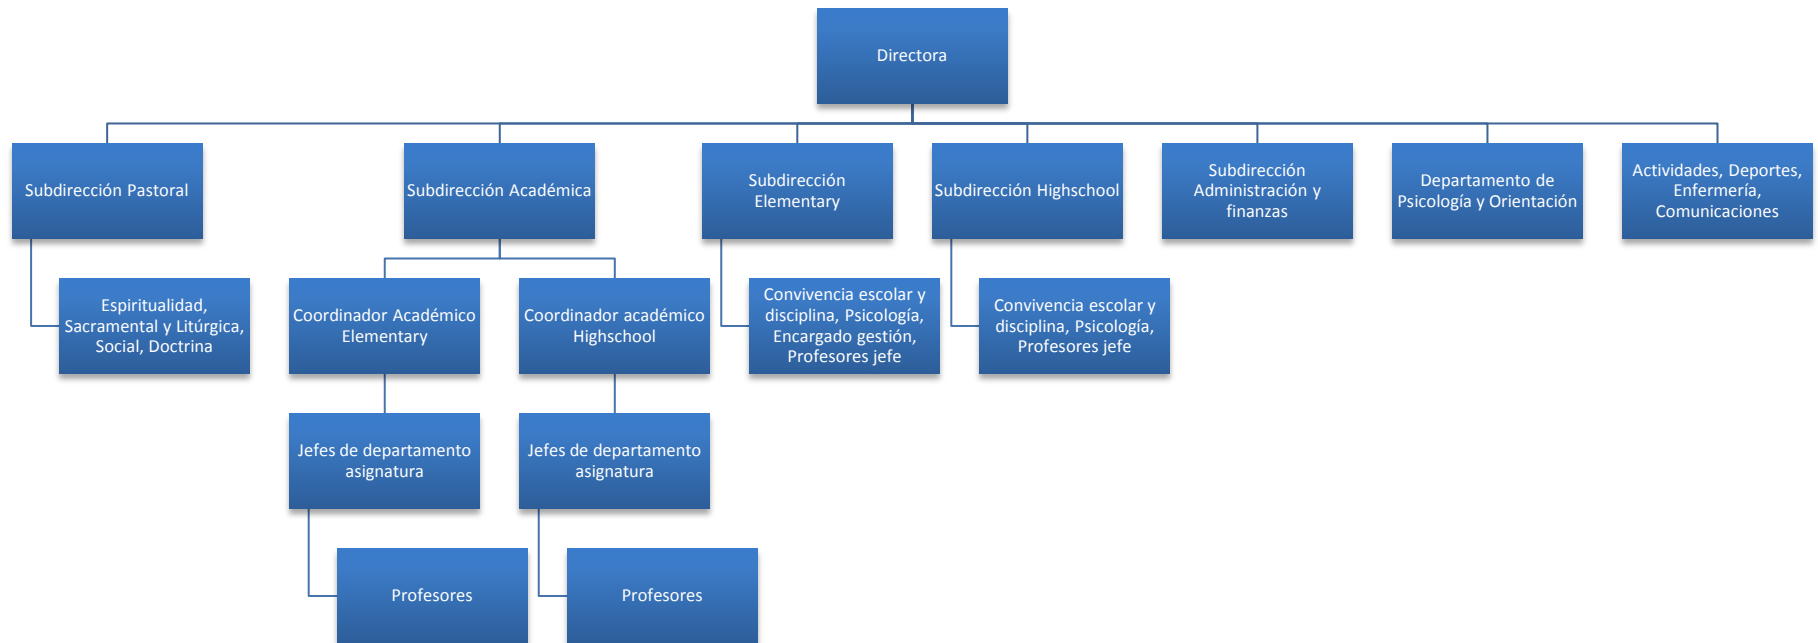 Directora
Subdirección Pastoral
Subdirección Académica
Subdirección
Elementary
Subdirección Highschool
Subdirección
Administración y
finanzas
Departamento de
Psicología y Orientación
Actividades, Deportes,
Enfermería,
Comunicaciones
Espiritualidad,
Sacramental y Litúrgica,
Social, Doctrina
Coordinador Académico
Elementary
Coordinador académico
Highschool
Convivencia escolar y
disciplina, Psicología,
Encargado gestión,
Profesores jefe
Convivencia escolar y
disciplina, Psicología,
Profesores jefe
Jefes de departamento
asignatura
Jefes de departamento
asignatura
Profesores
Profesores